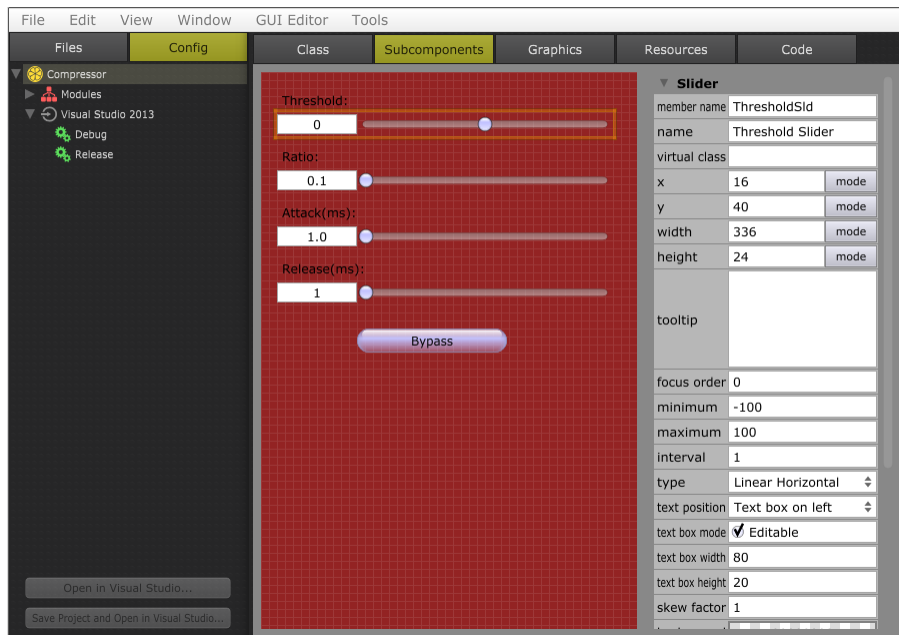 File Edit View Window GUI Editor Tools
Files Config Class Subcomponents Graphics Resources Code
Compressor
Modules
Visual Studio 2013
Debug
Release
Open in Visual Studio...
Save Project and Open in Visual Studio...
Threshold:
0
Ratio:
0.1
Attack(ms):
1.0
Release(ms):
1
Bypass
Slider
member name ThresholdSld
name Threshold Slider
virtual class
x 16 mode
y 40 mode
width 336 mode
height 24 mode
tooltip
focus order 0
minimum -100
maximum 100
interval 1
type Linear Horizontal
text position Text box on left
text box mode Editable
text box width 80
text box height 20
skew factor 1